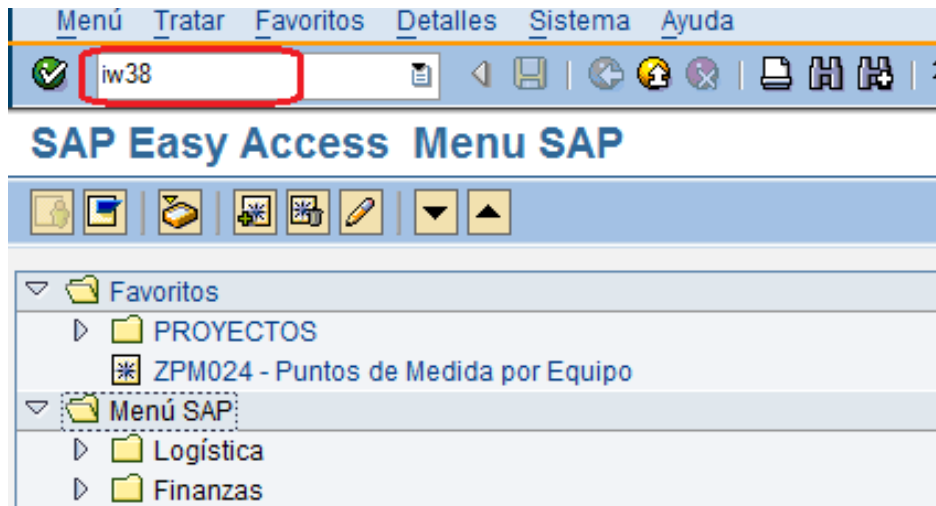 Menú Tratar Favoritos Detalles Sistema Ayuda
iw38
SAP Easy Access Menu SAP
Favoritos
PROYECTOS
ZPM024 - Puntos de Medida por Equipo
Menú SAP
Logística
Finanzas